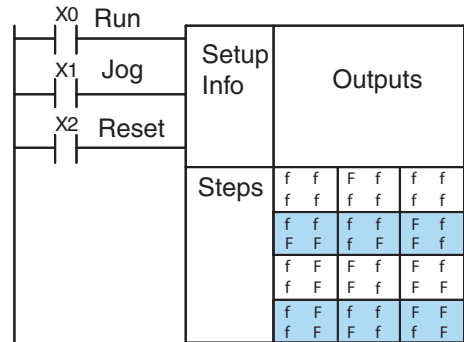 X0 Run
X1 Jog
X2 Reset
Setup
Info
Outputs
Steps
f f F f f f
f f f f f f
f f f f F f
F F f F F f
f F F f f F
f F f F F F
f F f f F F
f F F f f F